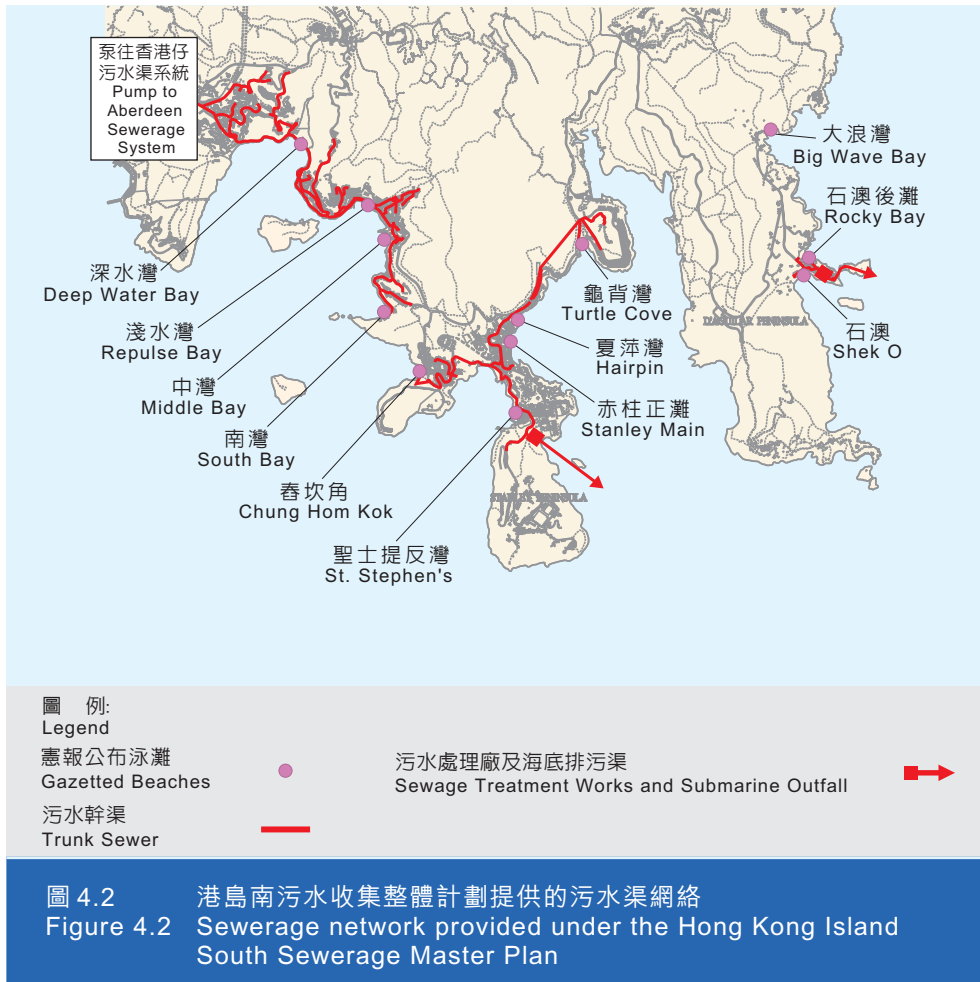 泵往香港仔
污水渠系統
Pump to
Aberdeen
Sewerage
System
大浪灣
Big Wave Bay
石澳後灘
Rocky Bay
深水灣
Deep Water Bay
龜背灣
Turtle Cove
石澳
Shek O
D'AGUILAR PENINSULA
淺水灣
Repulse Bay
夏萍灣
Hairpin
中灣
Middle Bay
赤柱正灘
Stanley Main
南灣
South Bay
舂坎角
Chung Hom Kok
STANLEY PENINSULA
聖士提反灣
St. Stephen's
圖 例:
Legend
憲報公布泳灘
Gazetted Beaches
污水處理廠及海底排污渠
Sewage Treatment Works and Submarine Outfall
污水幹渠
Trunk Sewer
圖 4.2 港島南污水收集整體計劃提供的污水渠網絡
Figure 4.2 Sewerage network provided under the Hong Kong Island
South Sewerage Master Plan